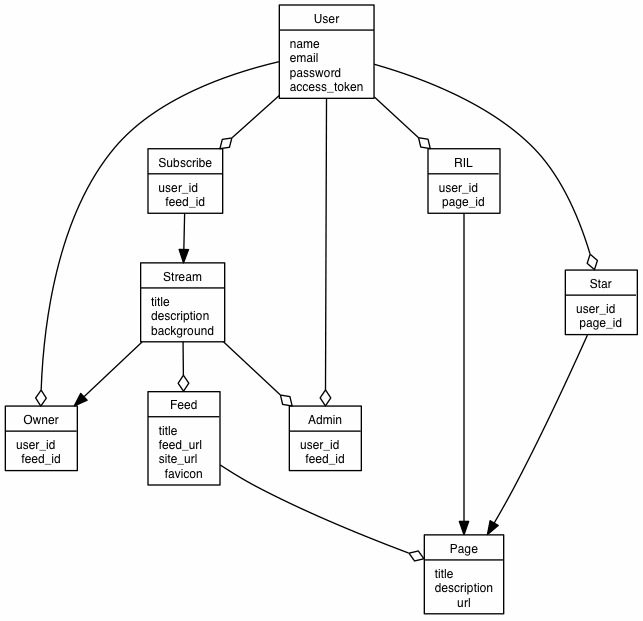 User
name
email
password
access_token
Subscribe
user_id
feed_id
RIL
user_id
page_id
Stream
title
description
background
Star
user_id
page_id
Owner
user_id
feed_id
Feed
title
feed_url
site_url
favicon
Admin
user_id
feed_id
Page
title
description
url